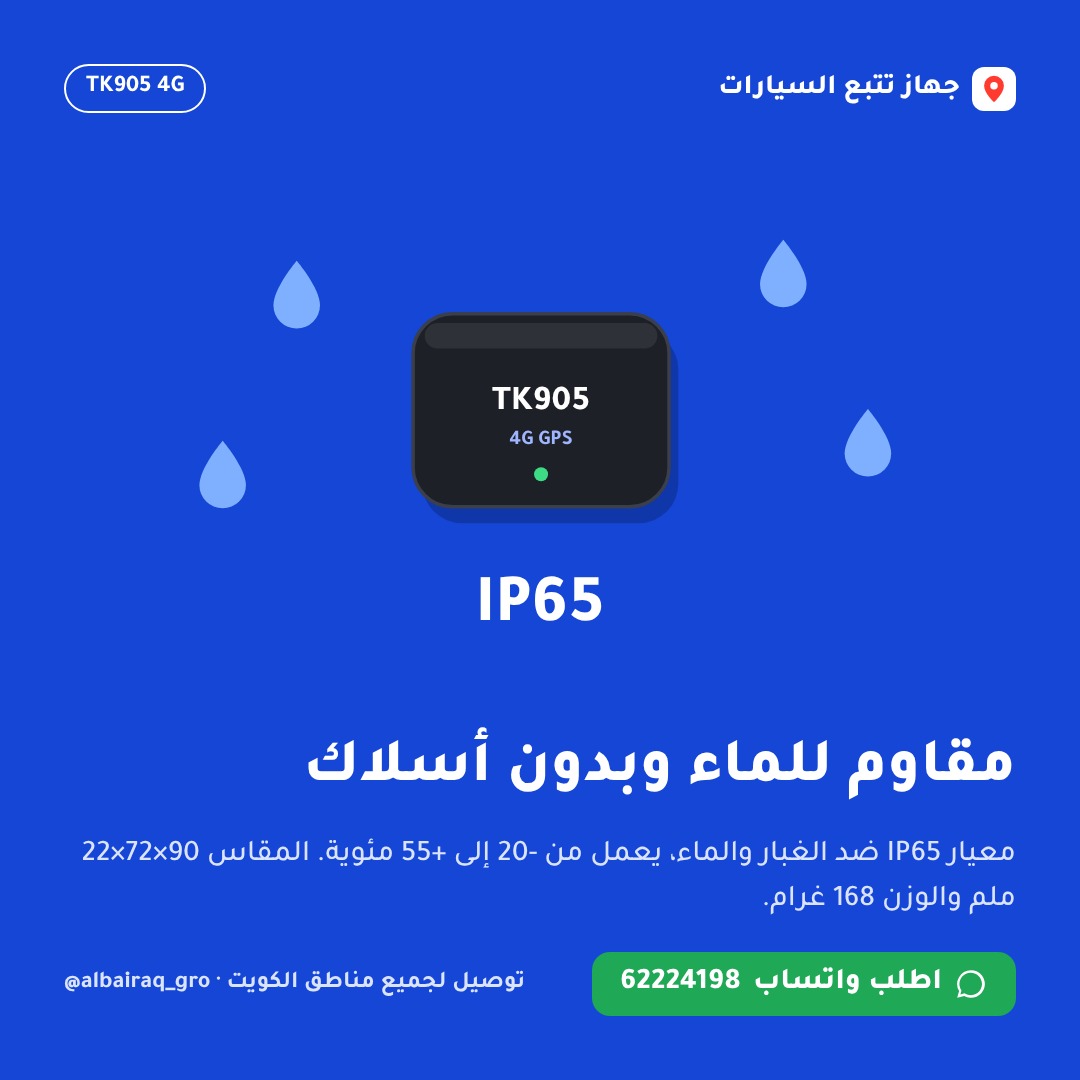 جهاز تتبع السيارات
TK905 4G
TK905
4G GPS
IP65
مقاوم للماء وبدون أسلاك
معيار IP65 ضد الغبار والماء، يعمل من -20 إلى +55 مئوية. المقاس 90×72×22
ملم والوزن 168 غرام.
اطلب واتساب 62224198
توصيل لجميع مناطق الكويت · @albairaq_gro